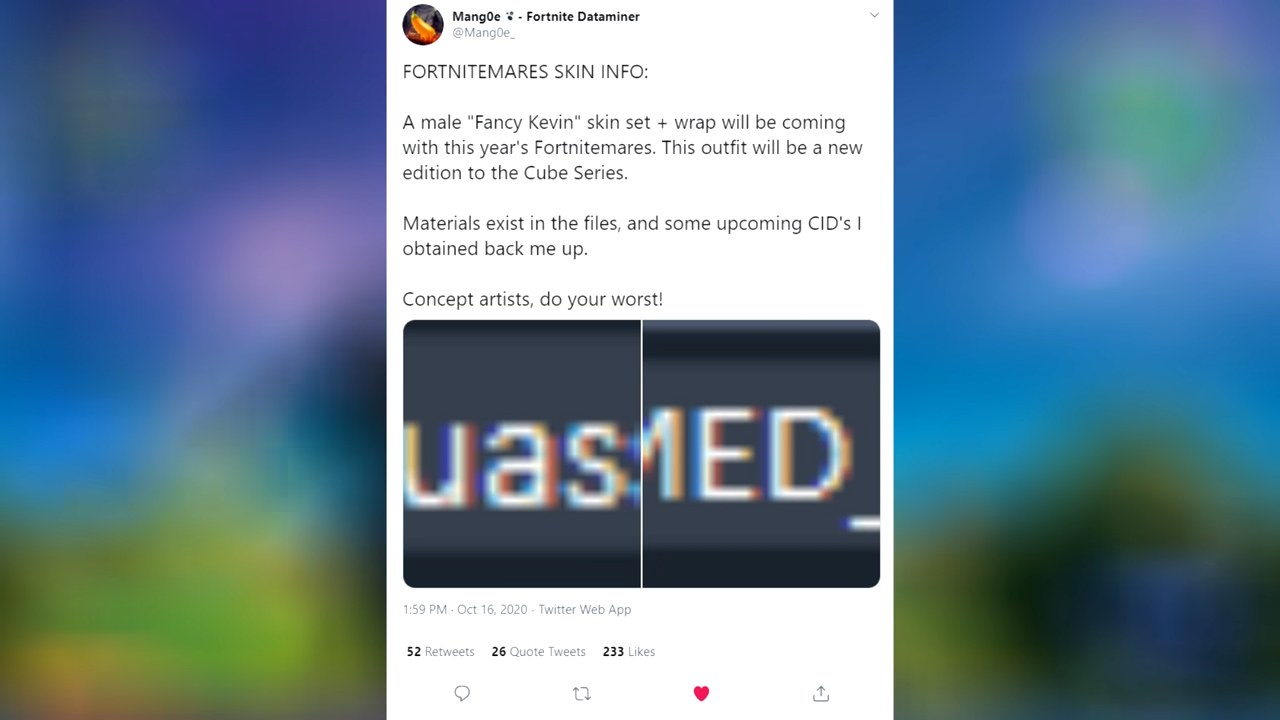 Mang0e - Fortnite Dataminer
@Mang0e_
FORTNITEMARES SKIN INFO:
A male "Fancy Kevin" skin set + wrap will be coming
with this year's Fortnitemares. This outfit will be a new
edition to the Cube Series.
Materials exist in the files, and some upcoming CID's I
obtained back me up.
Concept artists, do your worst!
uas
MED_
1:59 PM · Oct 16, 2020 · Twitter Web App
52 Retweets 26 Quote Tweets 233 Likes